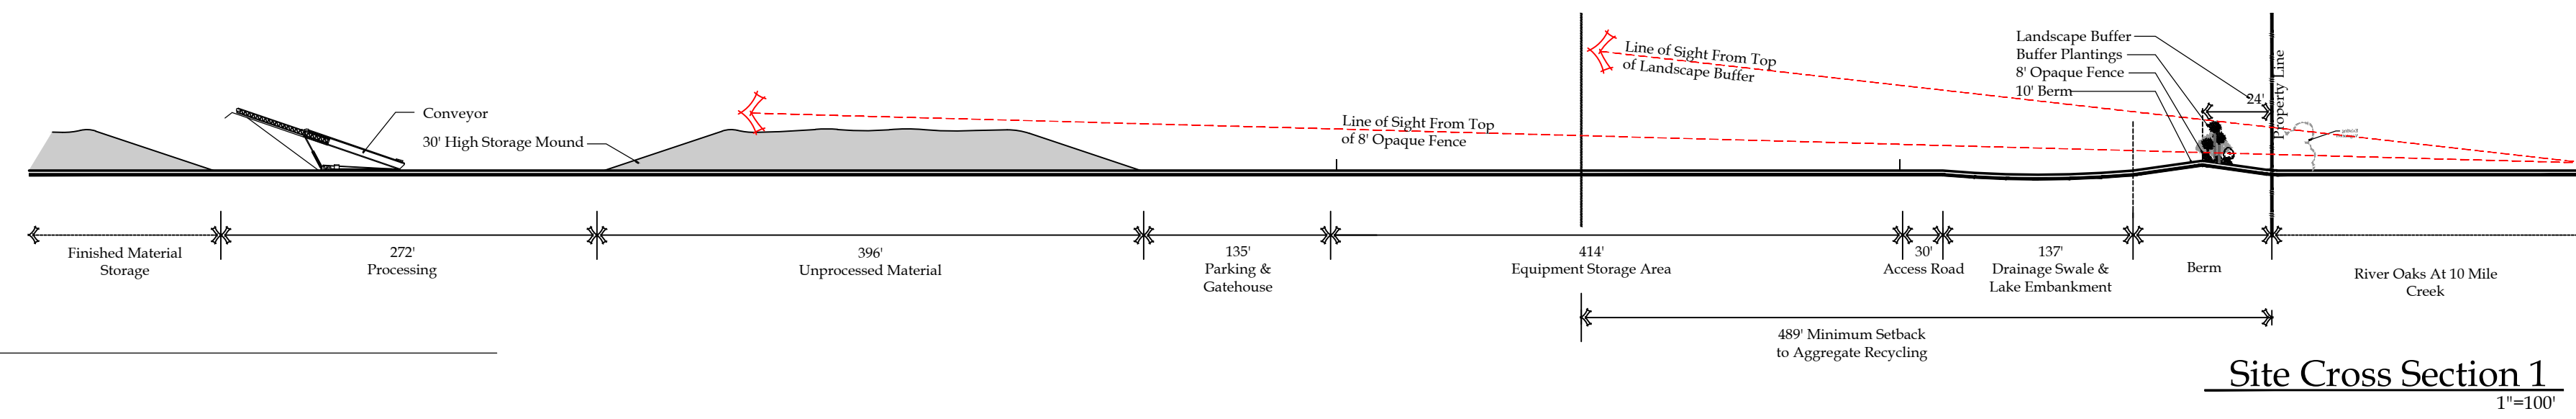 Line of Sight From Top
of Landscape Buffer
Landscape Buffer
Buffer Plantings
8' Opaque Fence
10' Berm
24'
Property Line
Conveyor
30' High Storage Mound
Line of Sight From Top
of 8' Opaque Fence
Finished Material
Storage
272'
Processing
396'
Unprocessed Material
135'
Parking &
Gatehouse
414'
Equipment Storage Area
30'
Access Road
137'
Drainage Swale &
Lake Embankment
Berm
River Oaks At 10 Mile
Creek
489' Minimum Setback
to Aggregate Recycling
Site Cross Section 1
1"=100'